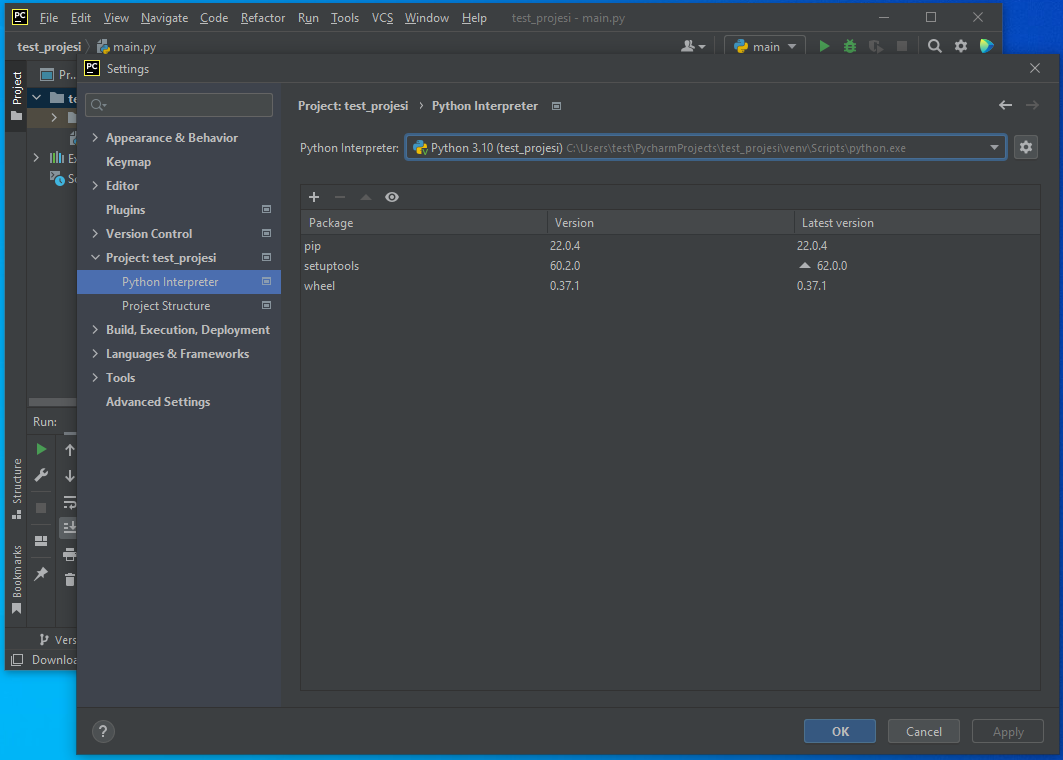 PC File Edit View Navigate Code Refactor Run Tools VCS Window Help test_projesi - main.py
test_projesi main.py main
PC Settings
Project
Pr...
te
Ex
Sc
Run:
Structure
Bookmarks
Vers
Downloa
Appearance & Behavior
Keymap
Editor
Plugins
Version Control
Project: test_projesi
Python Interpreter
Project Structure
Build, Execution, Deployment
Languages & Frameworks
Tools
Advanced Settings
Project: test_projesi › Python Interpreter
Python Interpreter: Python 3.10 (test_projesi) C:\Users\test\PycharmProjects\test_projesi\venv\Scripts\python.exe
Package Version Latest version
pip 22.0.4 22.0.4
setuptools 60.2.0 62.0.0
wheel 0.37.1 0.37.1
? OK Cancel Apply